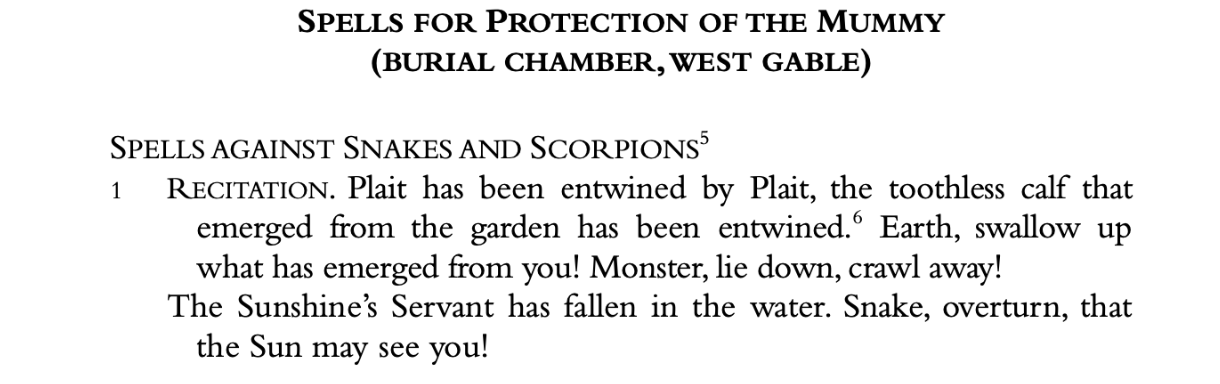 SPELLS FOR PROTECTION OF THE MUMMY
(BURIAL CHAMBER, WEST GABLE)
SPELLS AGAINST SNAKES AND SCORPIONS⁵
1 RECITATION. Plait has been entwined by Plait, the toothless calf that
emerged from the garden has been entwined.⁶ Earth, swallow up
what has emerged from you! Monster, lie down, crawl away!
The Sunshine’s Servant has fallen in the water. Snake, overturn, that
the Sun may see you!